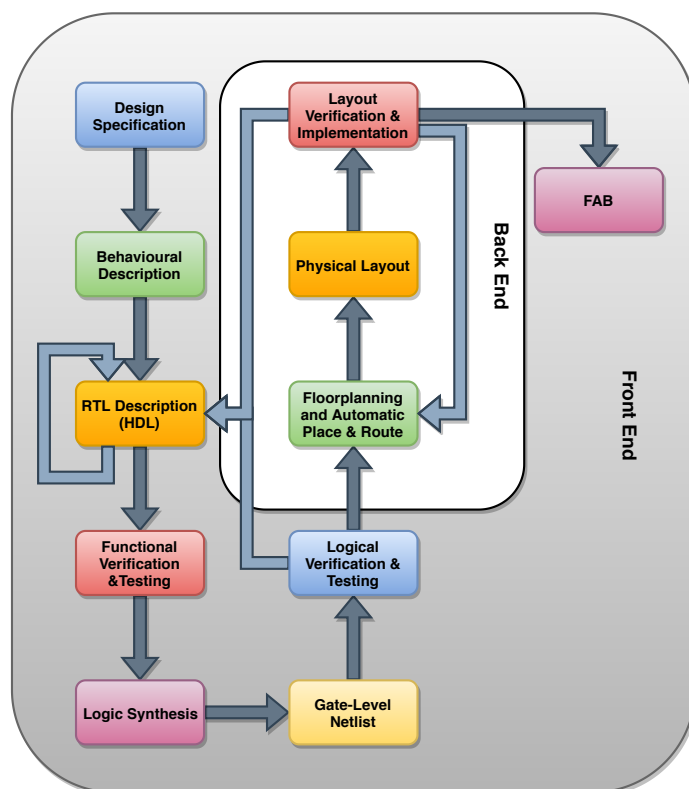 Design
Specification
Behavioural
Description
RTL Description
(HDL)
Functional
Verification
&Testing
Logic Synthesis
Gate-Level
Netlist
Logical
Verification &
Testing
Floorplanning
and Automatic
Place & Route
Physical Layout
Layout
Verification &
Implementation
FAB
Back End
Front End